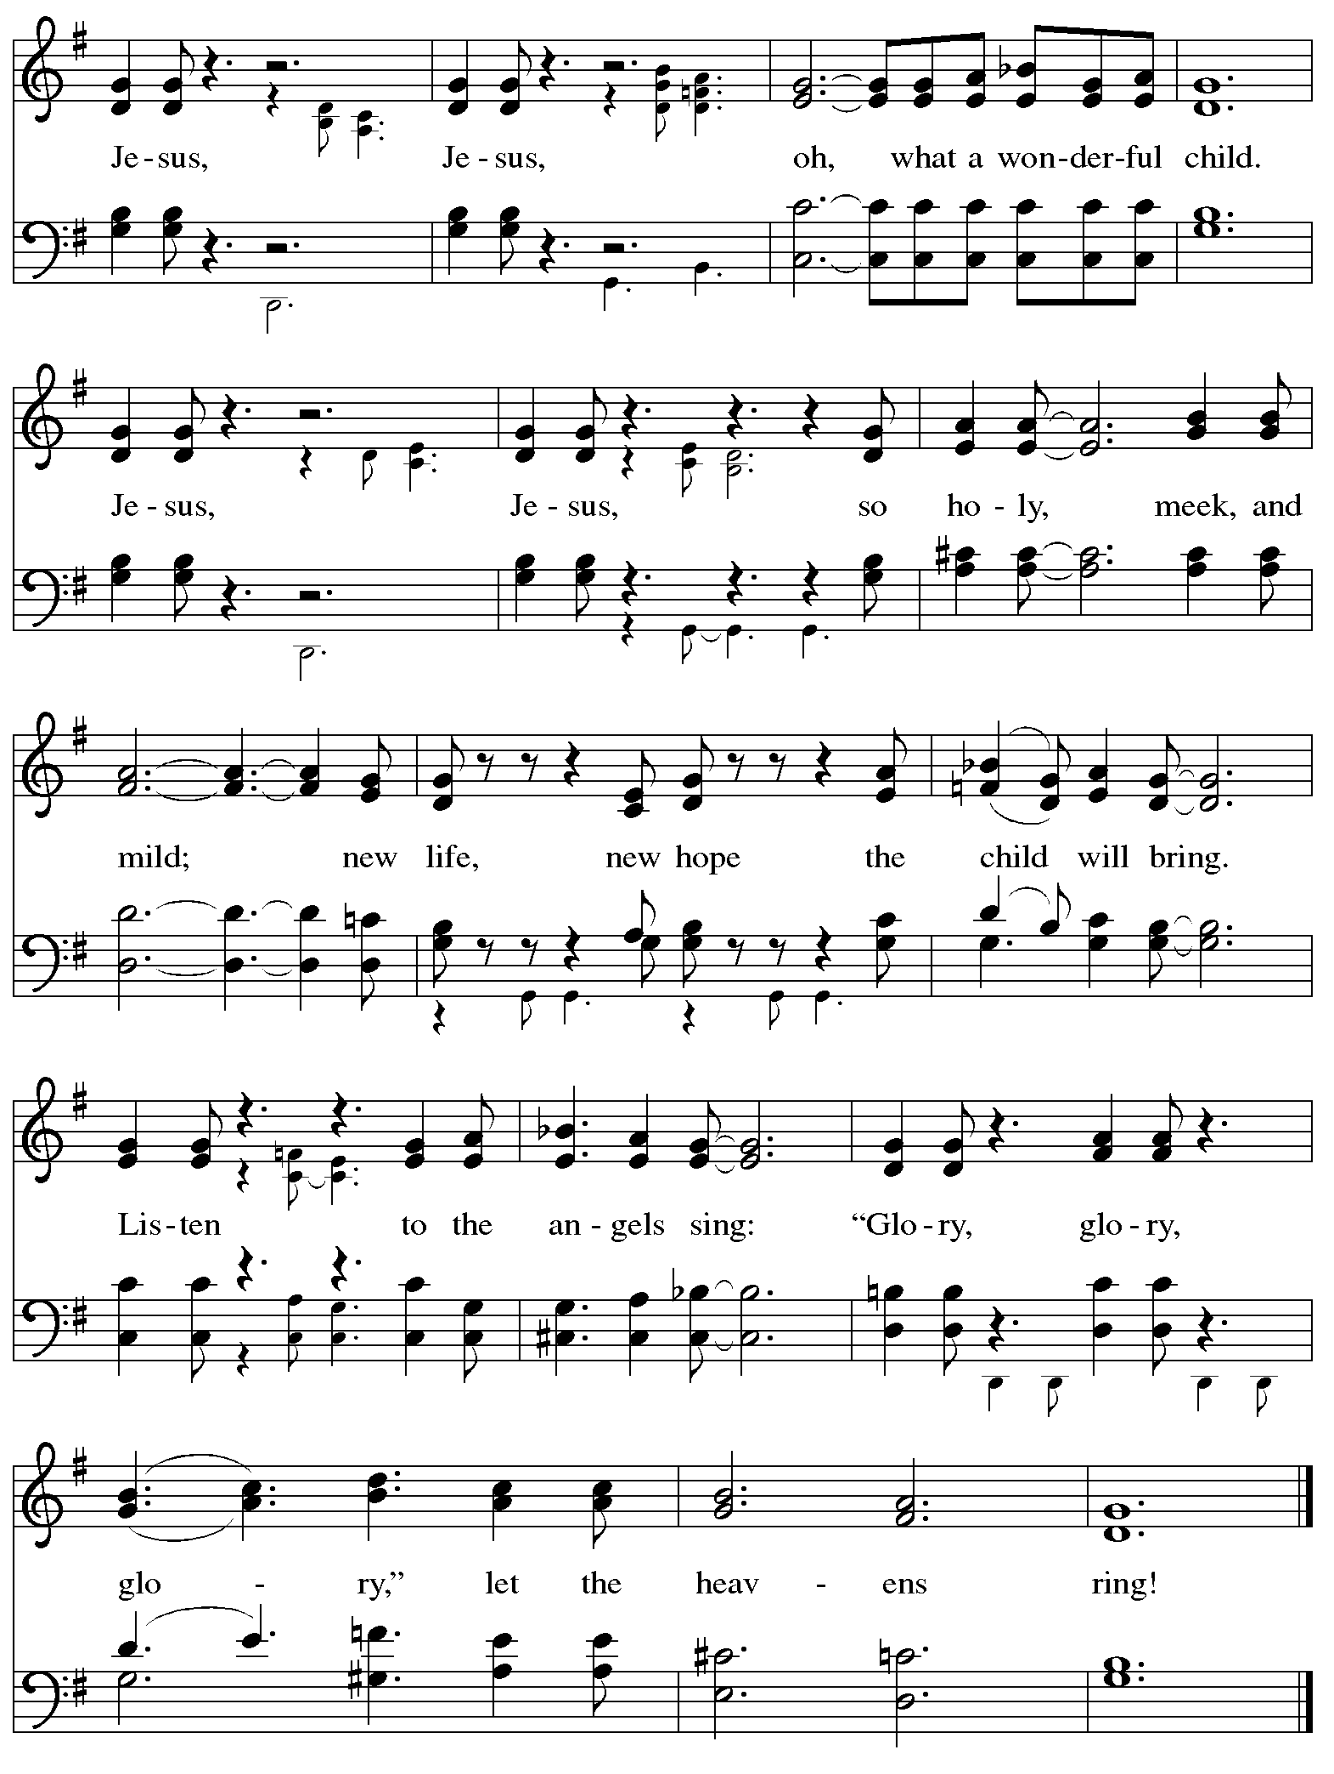 Je - sus, Je - sus, oh, what a won - der - ful child.
Je - sus, Je - sus, so ho - ly, meek, and
mild; new life, new hope the child will bring.
Lis - ten to the an - gels sing: “Glo - ry, glo - ry,
glo - ry,” let the heav - ens ring!